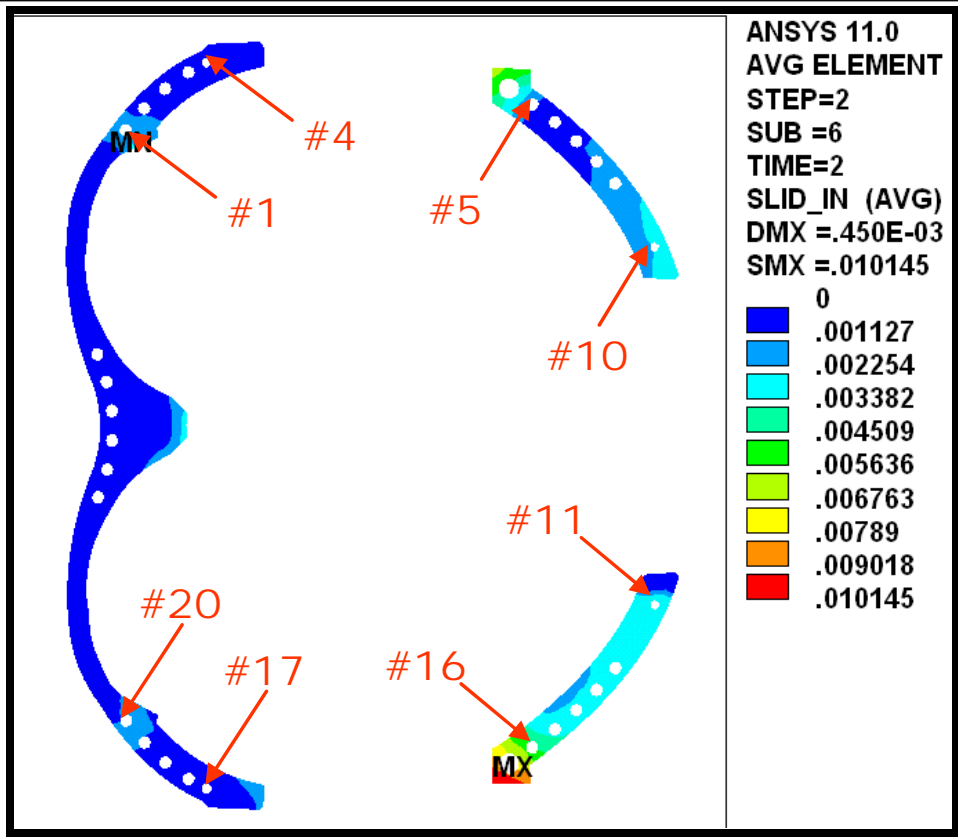 ANSYS 11.0
AVG ELEMENT
STEP=2
SUB =6
TIME=2
SLID_IN (AVG)
DMX =.450E-03
SMX =.010145
0
.001127
.002254
.003382
.004509
.005636
.006763
.00789
.009018
.010145
#4
MN
#1
#5
#10
#11
#20
#17
#16
MX